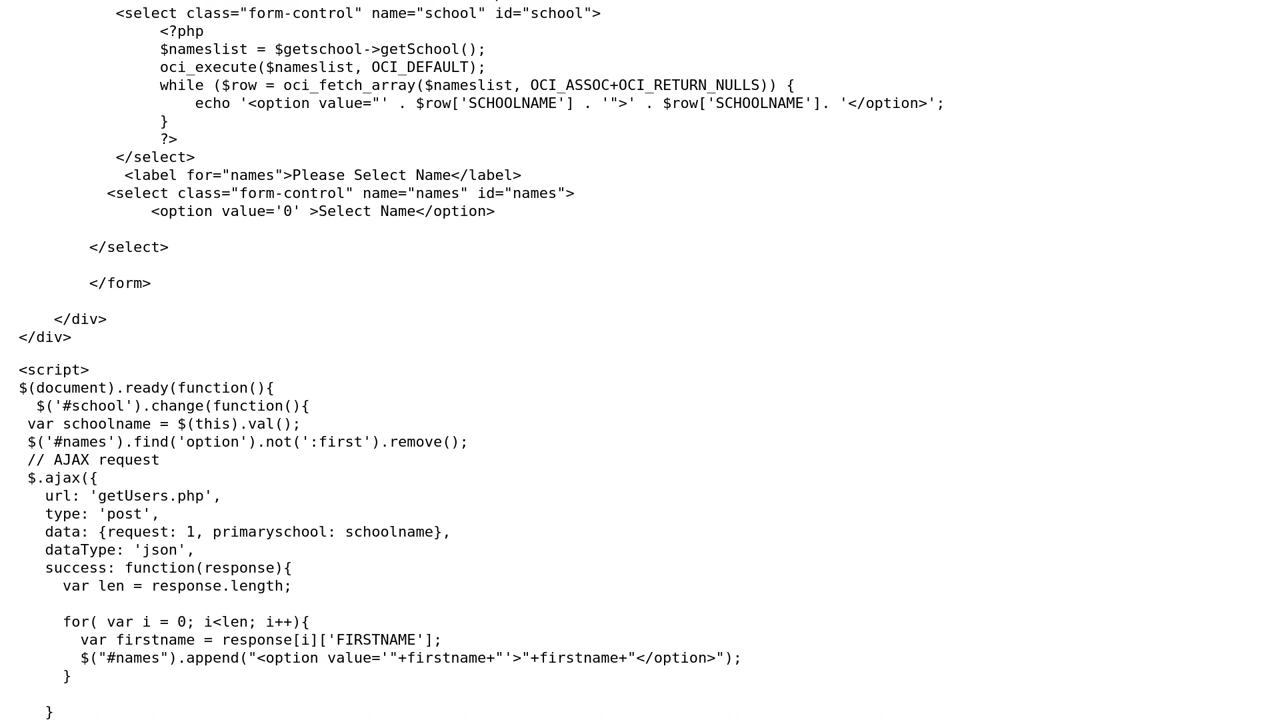 <select class="form-control" name="school" id="school">
<?php
$nameslist = $getschool->getSchool();
oci_execute($nameslist, OCI_DEFAULT);
while ($row = oci_fetch_array($nameslist, OCI_ASSOC+OCI_RETURN_NULLS)) {
echo '<option value="' . $row['SCHOOLNAME'] . '">' . $row['SCHOOLNAME']. '</option>';
}
?>
</select>
<label for="names">Please Select Name</label>
<select class="form-control" name="names" id="names">
<option value='0' >Select Name</option>
</select>
</form>
</div>
</div>
<script>
$(document).ready(function(){
$('#school').change(function(){
var schoolname = $(this).val();
$('#names').find('option').not(':first').remove();
// AJAX request
$.ajax({
url: 'getUsers.php',
type: 'post',
data: {request: 1, primaryschool: schoolname},
dataType: 'json',
success: function(response){
var len = response.length;
for( var i = 0; i<len; i++){
var firstname = response[i]['FIRSTNAME'];
$("#names").append("<option value='"+firstname+"'>"+firstname+"</option>");
}
}